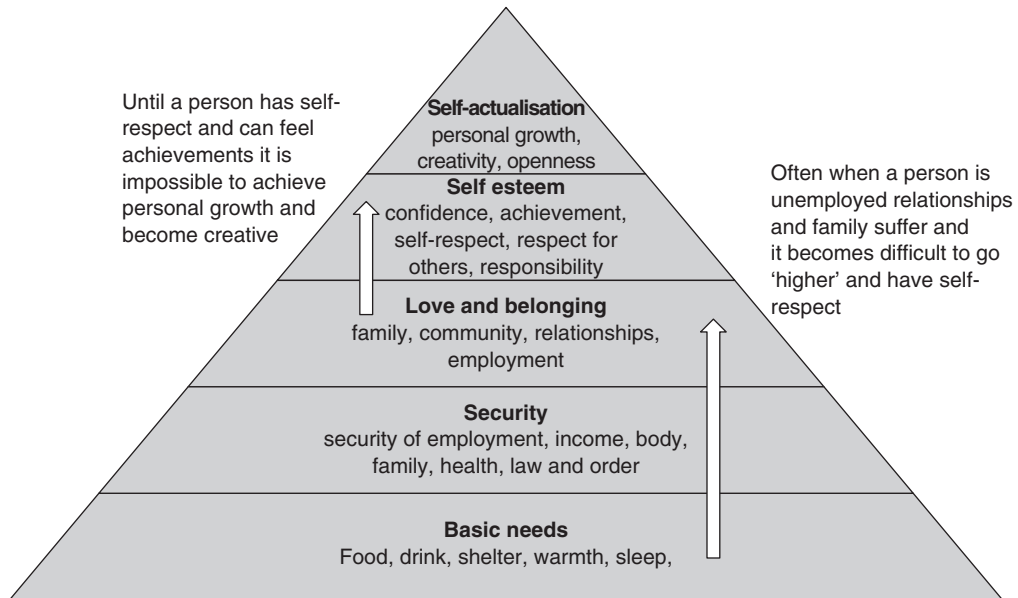 Until a person has self-
respect and can feel
achievements it is
impossible to achieve
personal growth and
become creative
Self-actualisation
personal growth,
creativity, openness
Self esteem
confidence, achievement,
self-respect, respect for
others, responsibility
Often when a person is
unemployed relationships
and family suffer and
it becomes difficult to go
‘higher’ and have self-
respect
Love and belonging
family, community, relationships,
employment
Security
security of employment, income, body,
family, health, law and order
Basic needs
Food, drink, shelter, warmth, sleep,